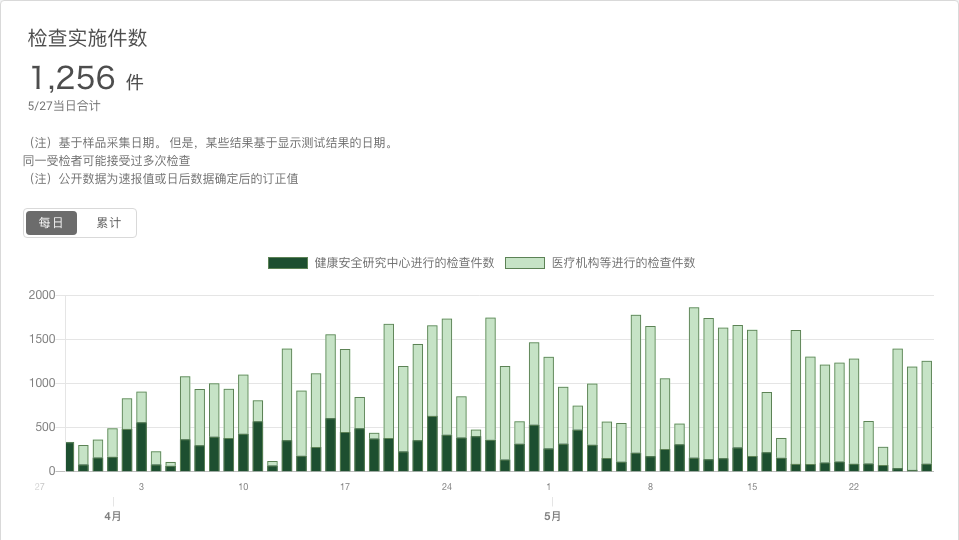 检查实施件数
1,256 件
5/27当日合计
（注）基于样品采集日期。 但是，某些结果基于显示测试结果的日期。
同一受检者可能接受过多次检查
（注）公开数据为速报值或日后数据确定后的订正值
每日 累计
健康安全研究中心进行的检查件数 医疗机构等进行的检查件数
2000
1500
1000
500
0
27 3 10 17 24 1 8 15 22
4月 5月